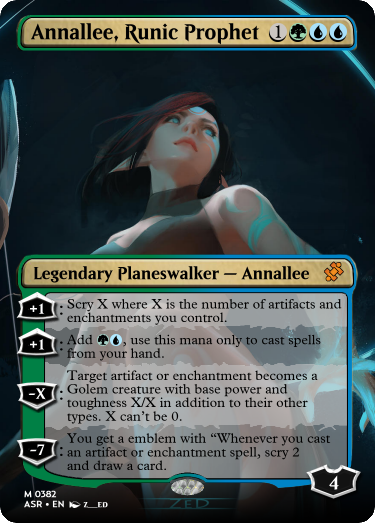 Annallee, Runic Prophet 1
Legendary Planeswalker — Annallee
+1: Scry X where X is the number of artifacts and
enchantments you control.
+1: Add , use this mana only to cast spells
from your hand.
Target artifact or enchantment becomes a
Golem creature with base power and
-X: toughness X/X in addition to their other
types. X can't be 0.
You get a emblem with “Whenever you cast
-7: an artifact or enchantment spell, scry 2
and draw a card.
4
M 0382
ASR • EN Z__ED
ZED